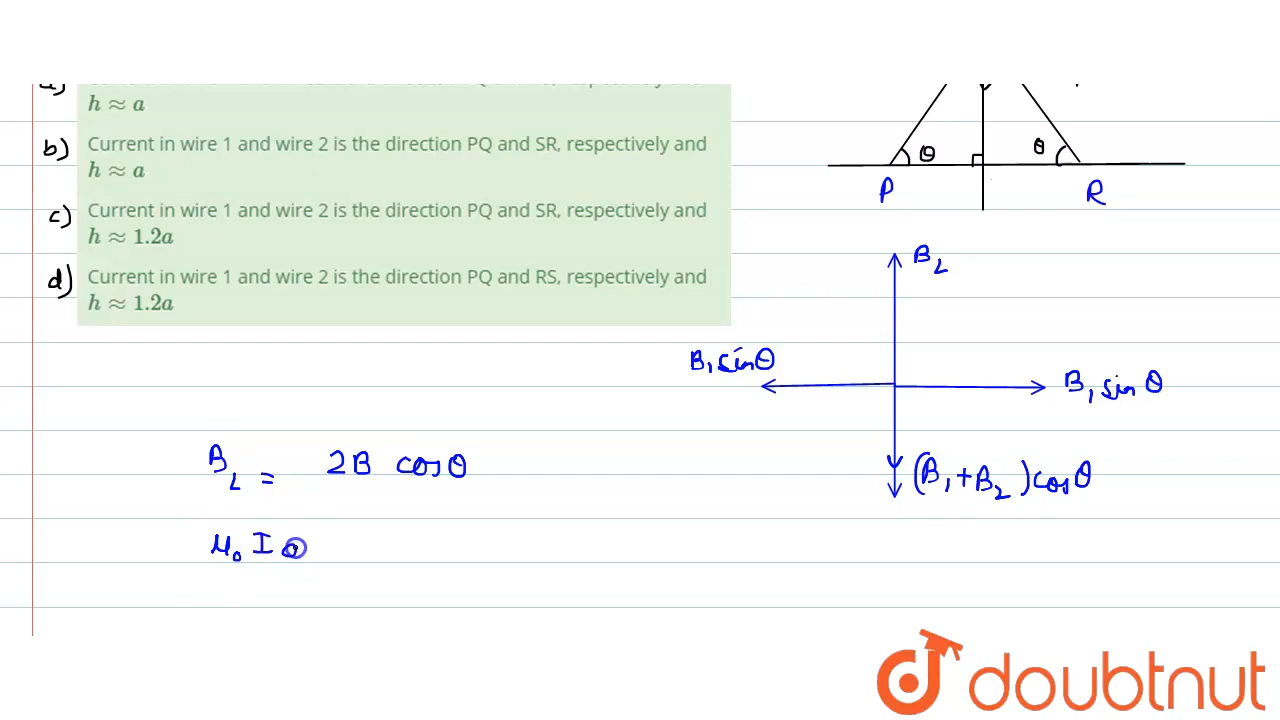 h ≈ a
b) Current in wire 1 and wire 2 is the direction PQ and SR, respectively and
h ≈ a
c) Current in wire 1 and wire 2 is the direction PQ and SR, respectively and
h ≈ 1.2a
d) Current in wire 1 and wire 2 is the direction PQ and RS, respectively and
h ≈ 1.2a
θ θ
P R
B_L
B₁ sinθ
B₁ sin θ
(B₁ + B₂) cosθ
B_L = 2B cosθ
μ₀ I a
doubtnut